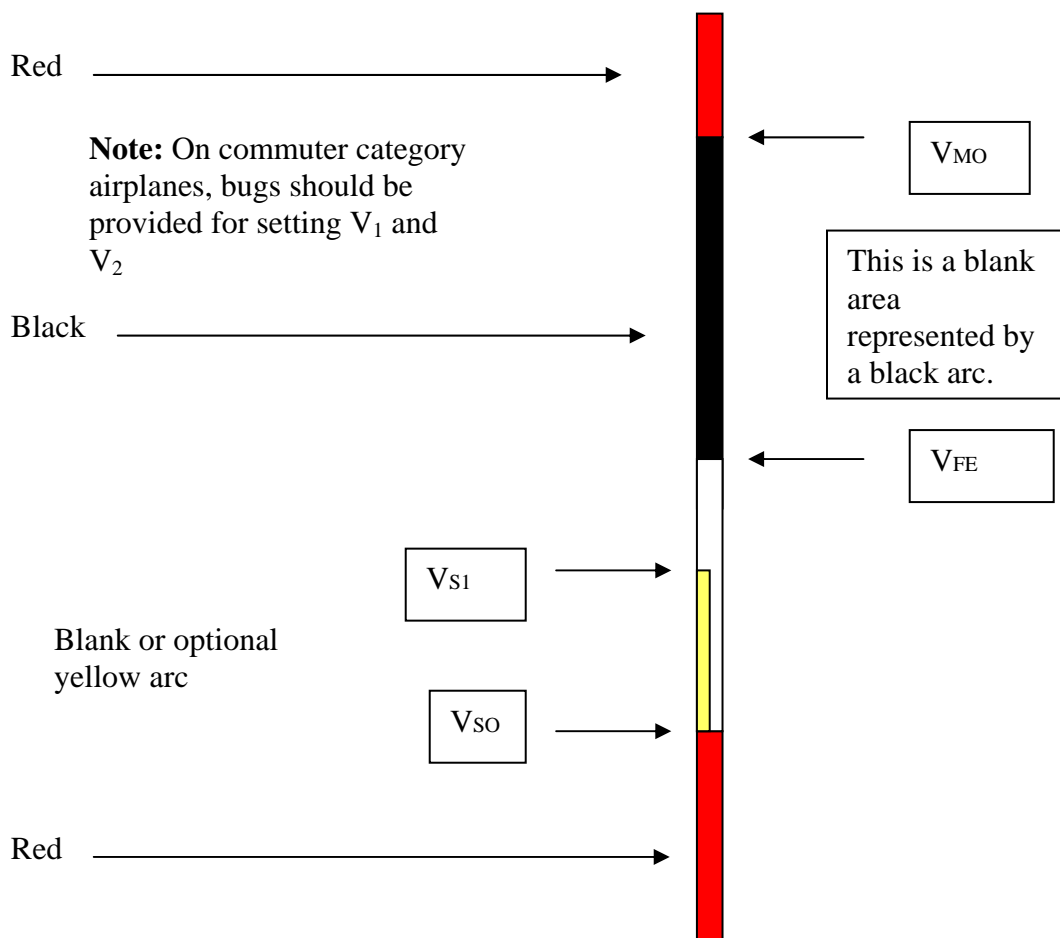 Red
Note: On commuter category
airplanes, bugs should be
provided for setting V1 and
V2
VMO
This is a blank
area
represented by
a black arc.
Black
VFE
VS1
Blank or optional
yellow arc
VSO
Red